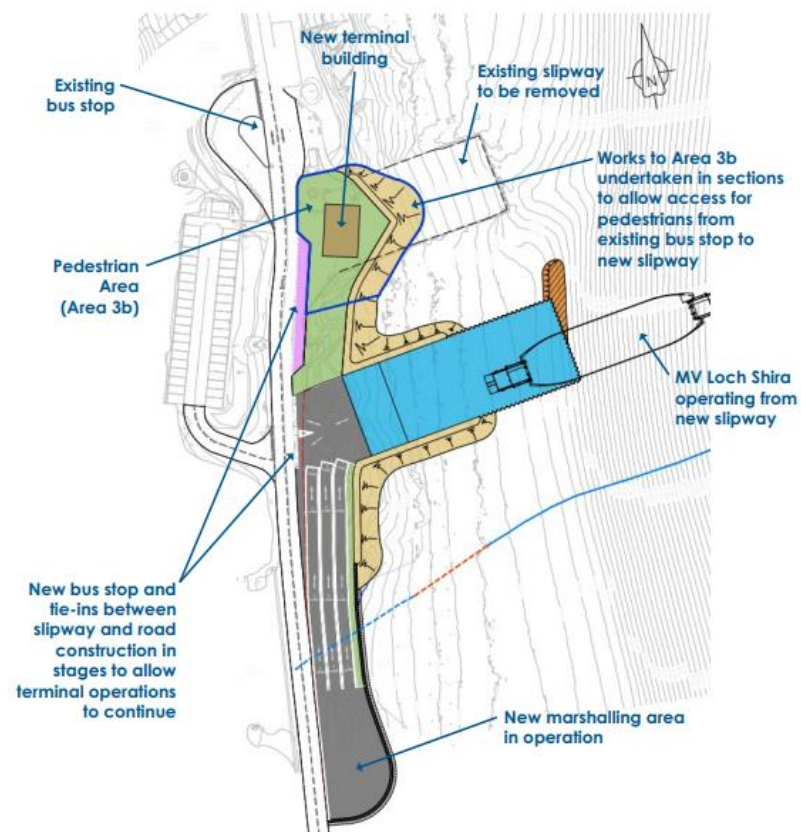 New terminal
building
Existing slipway
to be removed
N
Existing
bus stop
Works to Area 3b
undertaken in sections
to allow access for
pedestrians from
existing bus stop to
new slipway
Pedestrian
Area
(Area 3b)
MV Loch Shira
operating from
new slipway
New bus stop and
tie-ins between
slipway and road
construction in
stages to allow
terminal operations
to continue
New marshalling area
in operation